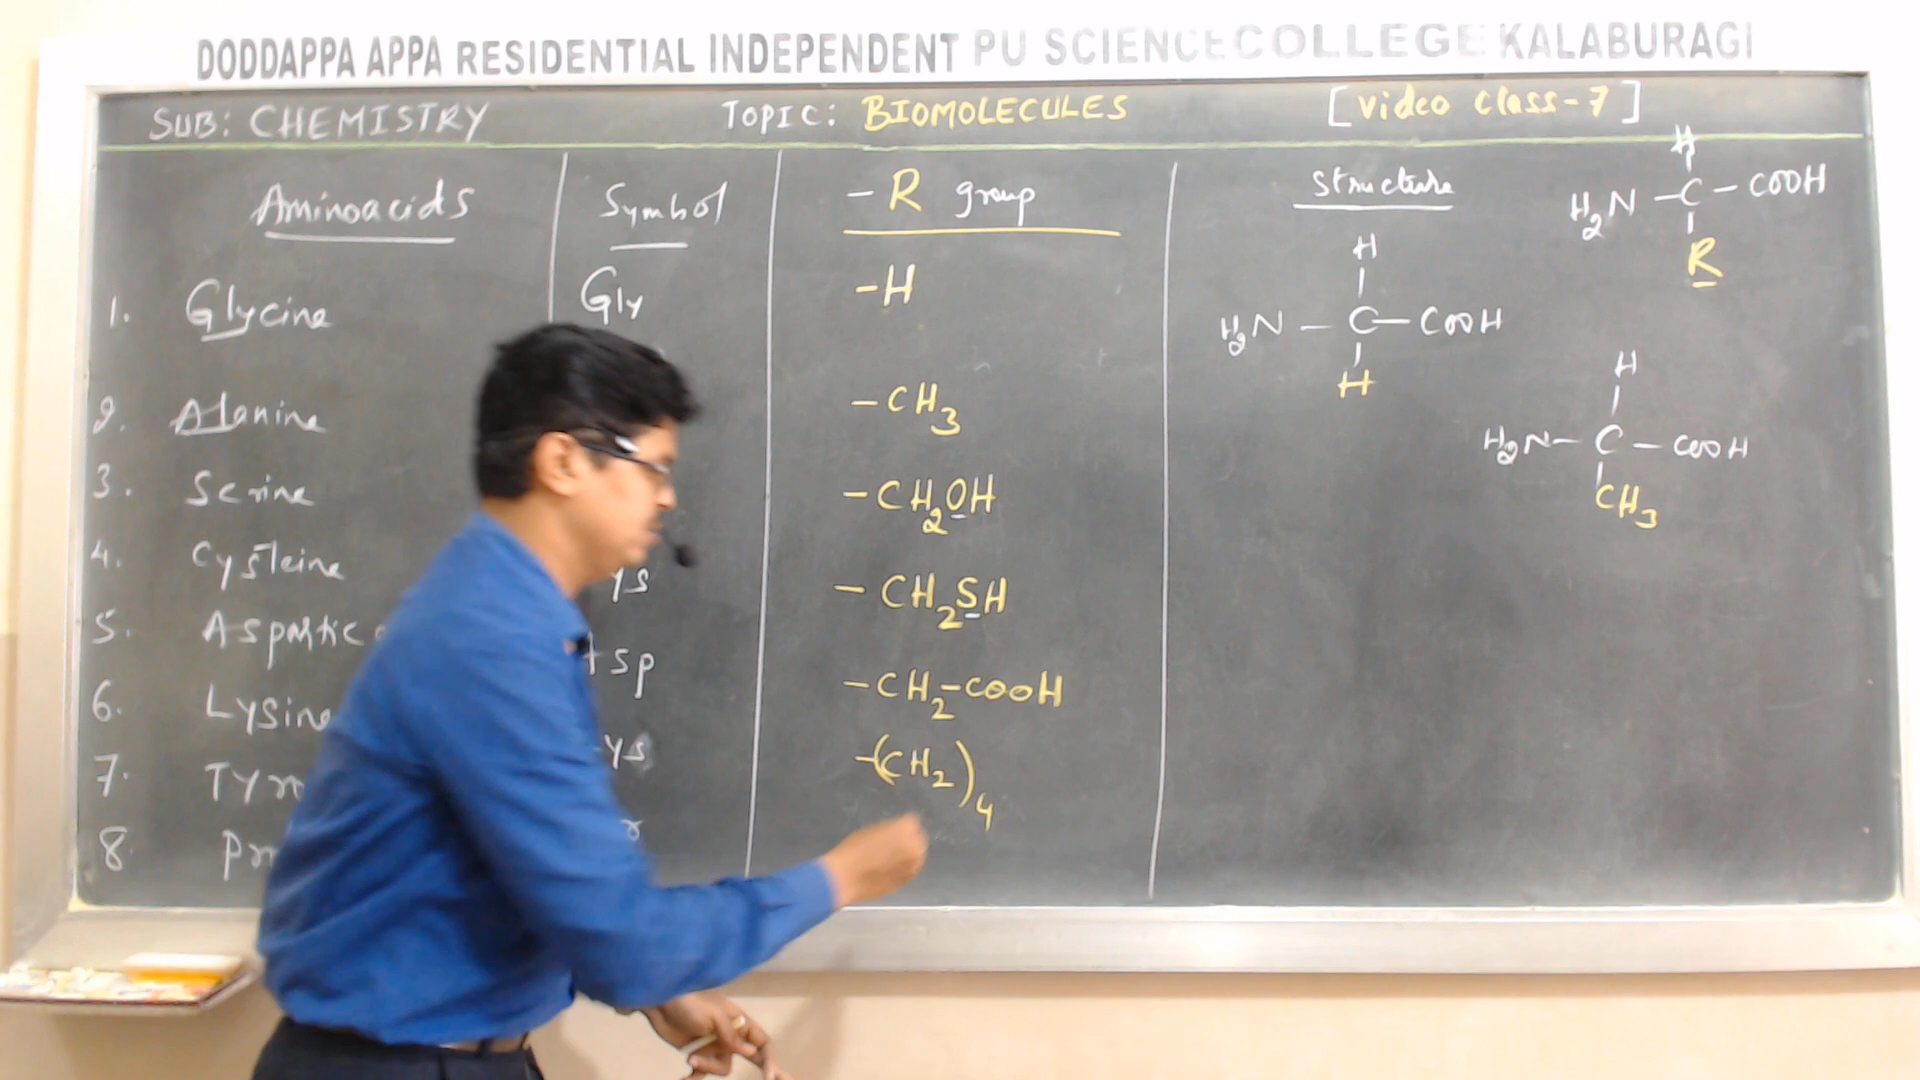 DODDAPPA APPA RESIDENTIAL INDEPENDENT PU SCIENCE COLLEGE KALABURAGI
SUB: CHEMISTRY TOPIC: BIOMOLECULES [Video Class-7]
Aminoacids Symbol -R group Structure
H
H₂N -C - COOH
R
1. Glycine Gly -H
H
H₂N - C - COOH
H
2. Alanine -CH₃
H
H₂N - C - COOH
CH₃
3. Serine -CH₂OH
4. Cysteine ys -CH₂SH
5. Aspartic sp -CH₂-COOH
6. Lysine ys -(CH₂)₄
7. Tyr r
8. Pr